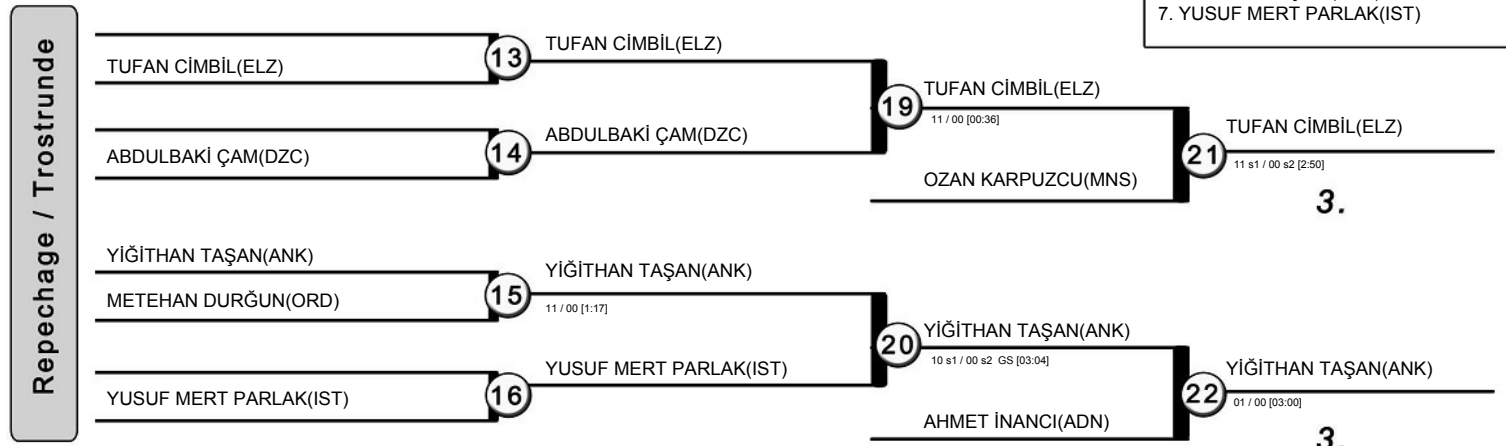 7. YUSUF MERT PARLAK(IST)
Repechage / Trostrunde
TUFAN CİMBİL(ELZ)
13
TUFAN CİMBİL(ELZ)
ABDULBAKİ ÇAM(DZC)
14
ABDULBAKİ ÇAM(DZC)
19
TUFAN CİMBİL(ELZ)
11 / 00 [00:36]
OZAN KARPUZCU(MNS)
21
TUFAN CİMBİL(ELZ)
11 s1 / 00 s2 [2:50]
3.
YİĞİTHAN TAŞAN(ANK)
METEHAN DURĞUN(ORD)
15
YİĞİTHAN TAŞAN(ANK)
11 / 00 [1:17]
YUSUF MERT PARLAK(IST)
16
YUSUF MERT PARLAK(IST)
20
YİĞİTHAN TAŞAN(ANK)
10 s1 / 00 s2 GS [03:04]
AHMET İNANCI(ADN)
22
YİĞİTHAN TAŞAN(ANK)
01 / 00 [03:00]
3.